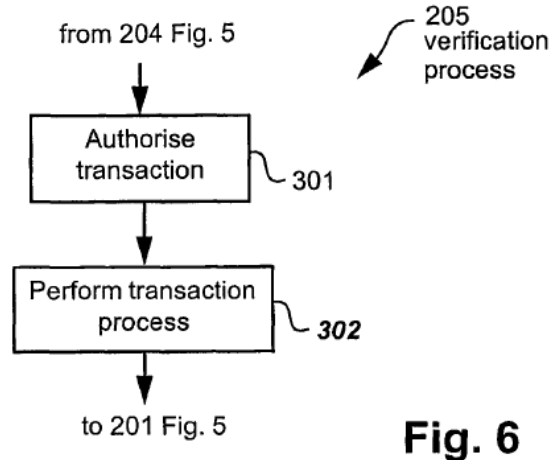 from 204 Fig. 5
205
verification
process
Authorise
transaction
301
Perform transaction
process
302
to 201 Fig. 5
Fig. 6